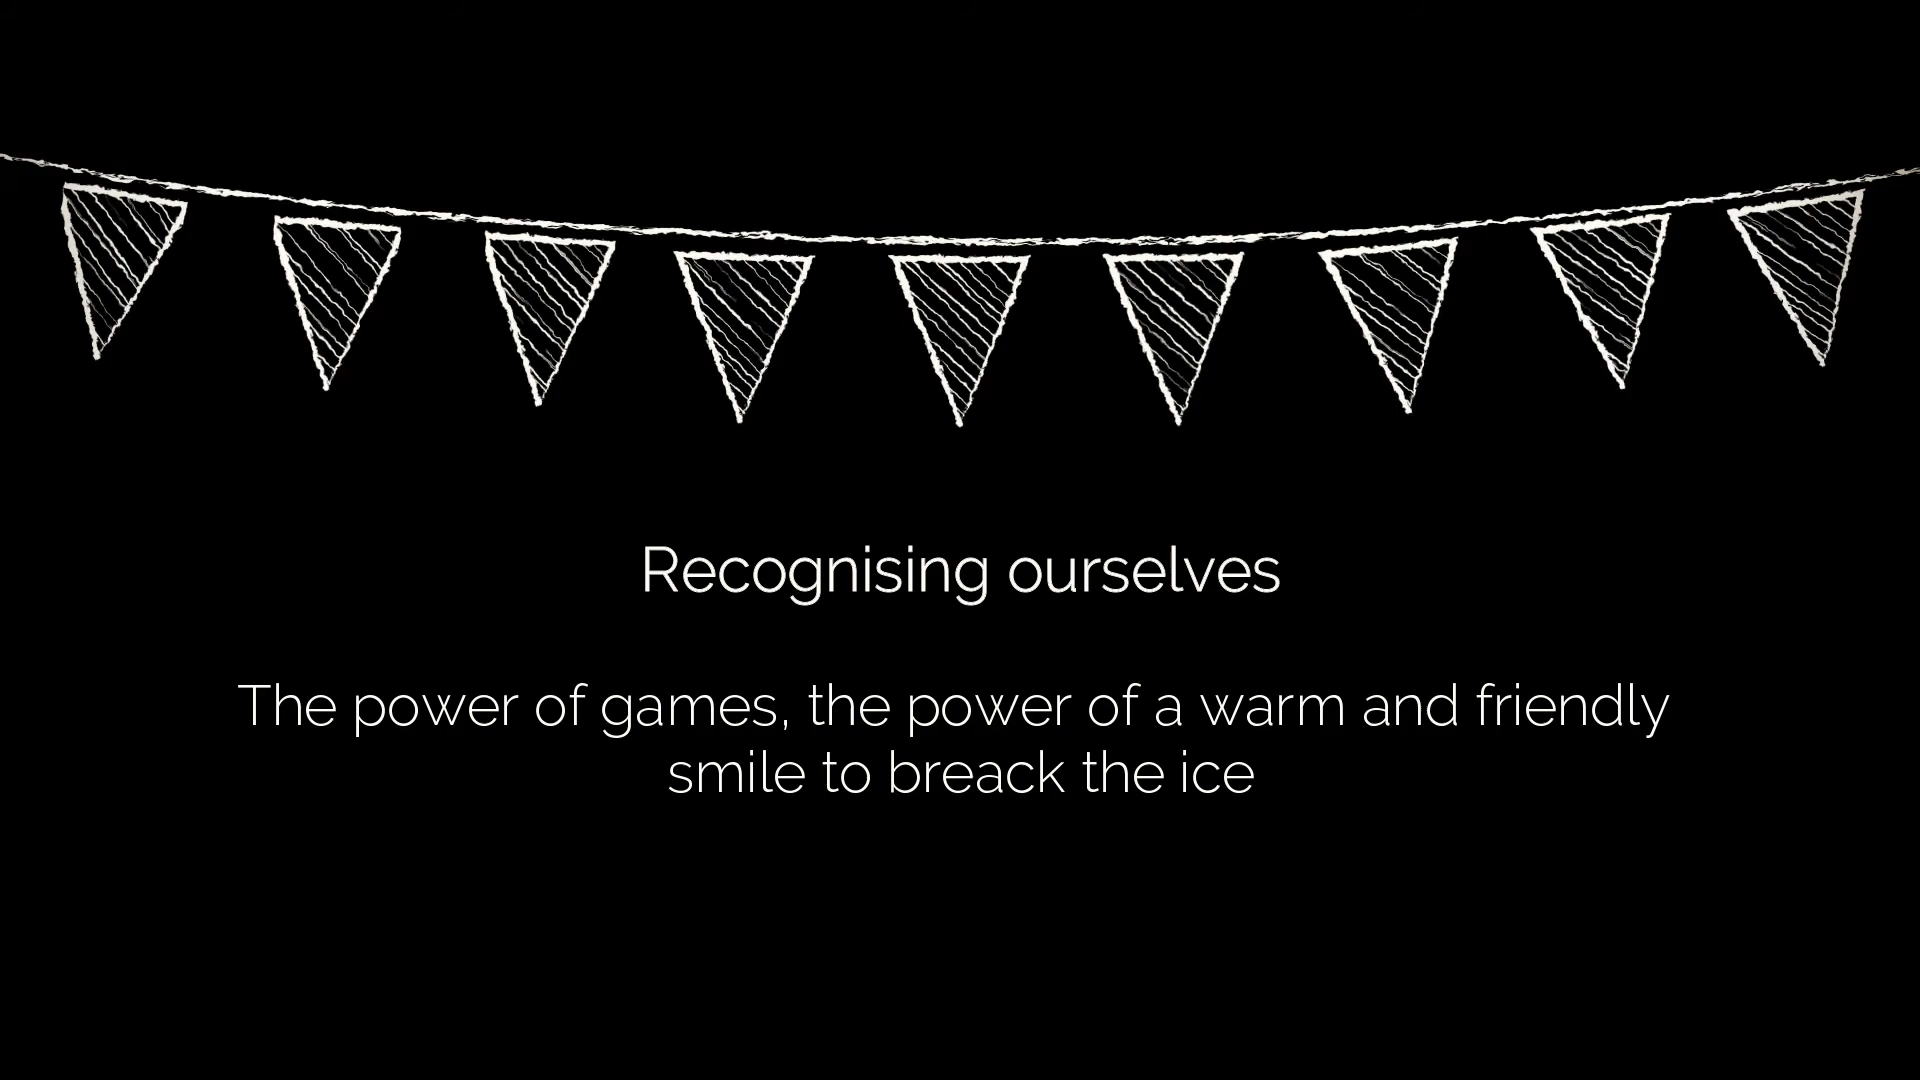 Recognising ourselves
The power of games, the power of a warm and friendly
smile to breack the ice